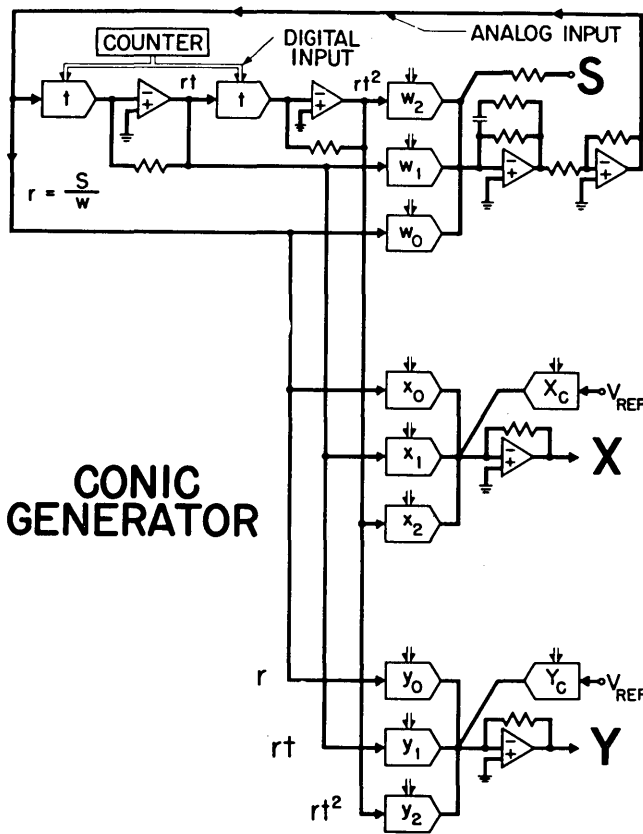 COUNTER
DIGITAL INPUT
ANALOG INPUT
t
rt
t
rt²
w₂
S
w₁
r = S/w
w₀
x₀
X_C
V_REF
x₁
X
x₂
CONIC
GENERATOR
r
y₀
Y_C
V_REF
rt
y₁
Y
rt²
y₂